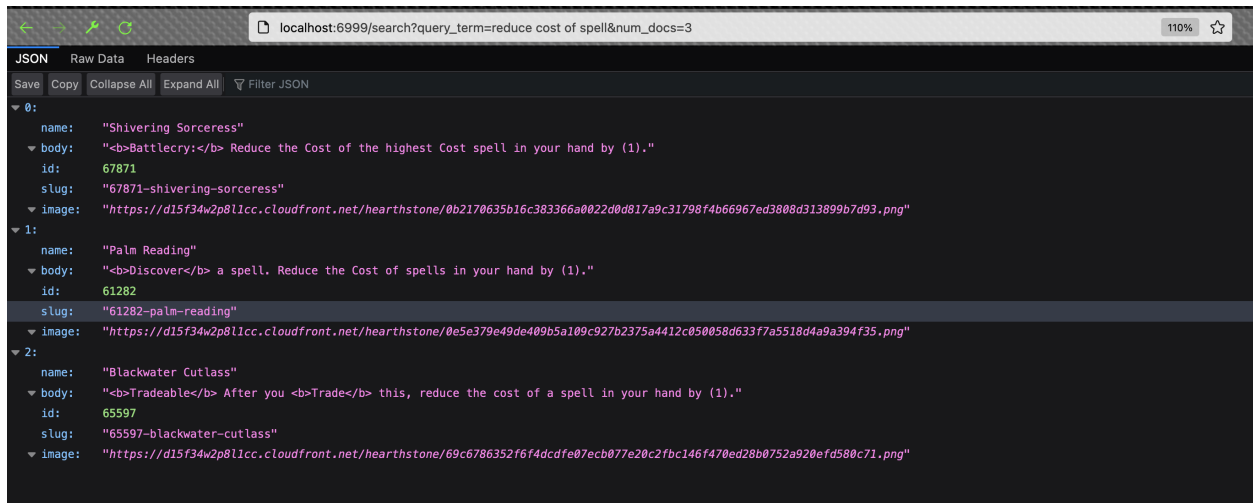 localhost:6999/search?query_term=reduce cost of spell&num_docs=3 110%
JSON Raw Data Headers
Save Copy Collapse All Expand All Filter JSON
0:
name: "Shivering Sorceress"
body: "<b>Battlecry:</b> Reduce the Cost of the highest Cost spell in your hand by (1)."
id: 67871
slug: "67871-shivering-sorceress"
image: "https://d15f34w2p8l1cc.cloudfront.net/hearthstone/0b2170635b16c383366a0022d0d817a9c31798f4b66967ed3808d313899b7d93.png"
1:
name: "Palm Reading"
body: "<b>Discover</b> a spell. Reduce the Cost of spells in your hand by (1)."
id: 61282
slug: "61282-palm-reading"
image: "https://d15f34w2p8l1cc.cloudfront.net/hearthstone/0e5e379e49de409b5a109c927b2375a4412c050058d633f7a5518d4a9a394f35.png"
2:
name: "Blackwater Cutlass"
body: "<b>Tradeable</b> After you <b>Trade</b> this, reduce the cost of a spell in your hand by (1)."
id: 65597
slug: "65597-blackwater-cutlass"
image: "https://d15f34w2p8l1cc.cloudfront.net/hearthstone/69c6786352f6f4dcdfe07ecb077e20c2fbc146f470ed28b0752a920efd580c71.png"